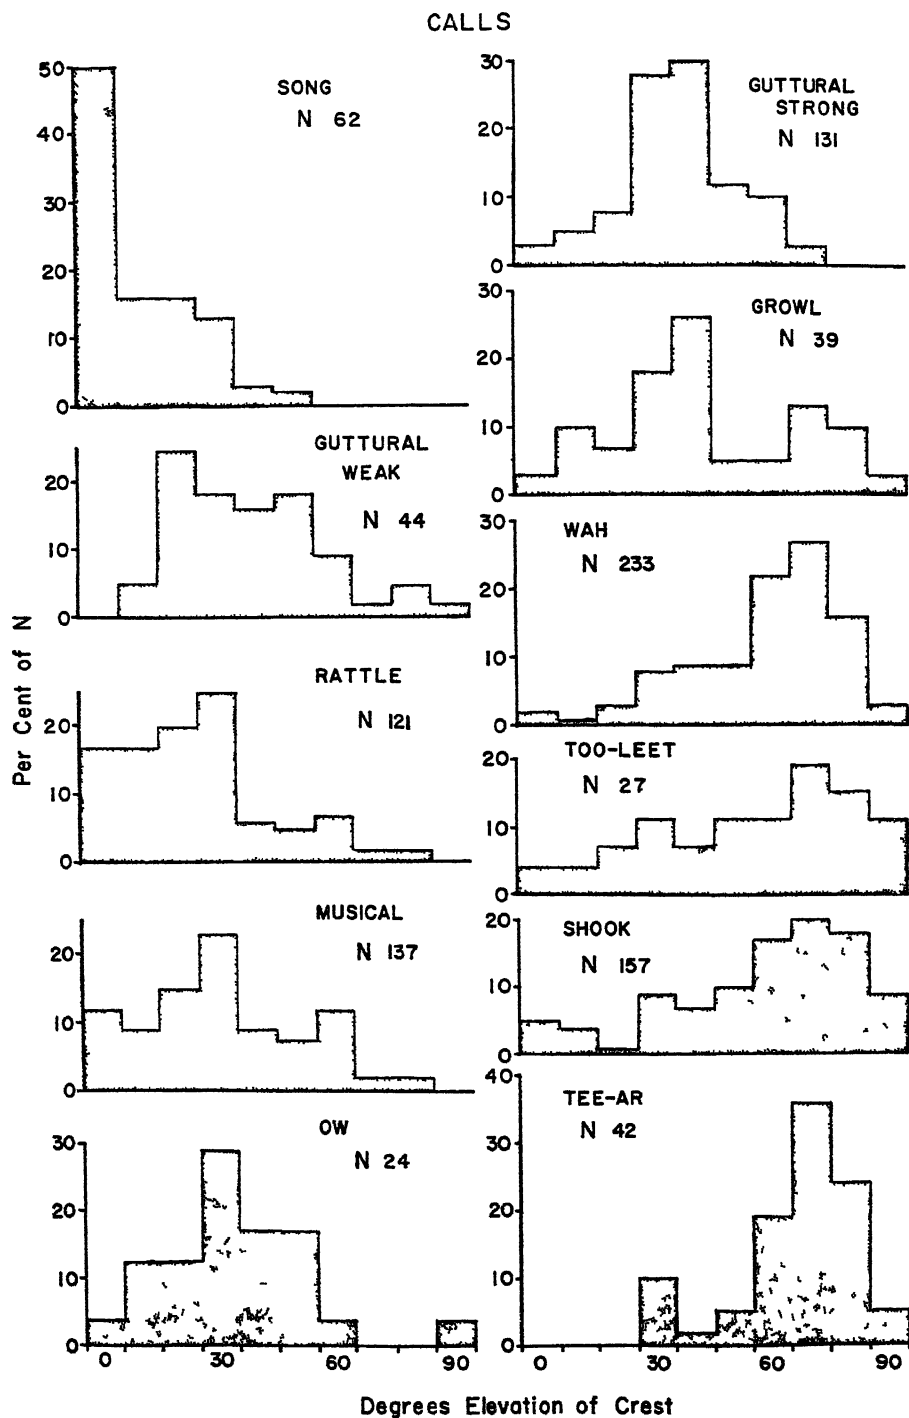 CALLS
SONG
N 62
50
40
30
20
10
0
GUTTURAL
STRONG
N 131
30
20
10
0
GROWL
N 39
30
20
10
0
GUTTURAL
WEAK
N 44
20
10
0
WAH
N 233
30
20
10
0
Per Cent of N
RATTLE
N 121
20
10
0
TOO-LEET
N 27
20
10
0
MUSICAL
N 137
20
10
0
SHOOK
N 157
20
10
0
OW
N 24
30
20
10
0
0 30 60 90
TEE-AR
N 42
40
30
20
10
0
0 30 60 90
Degrees Elevation of Crest